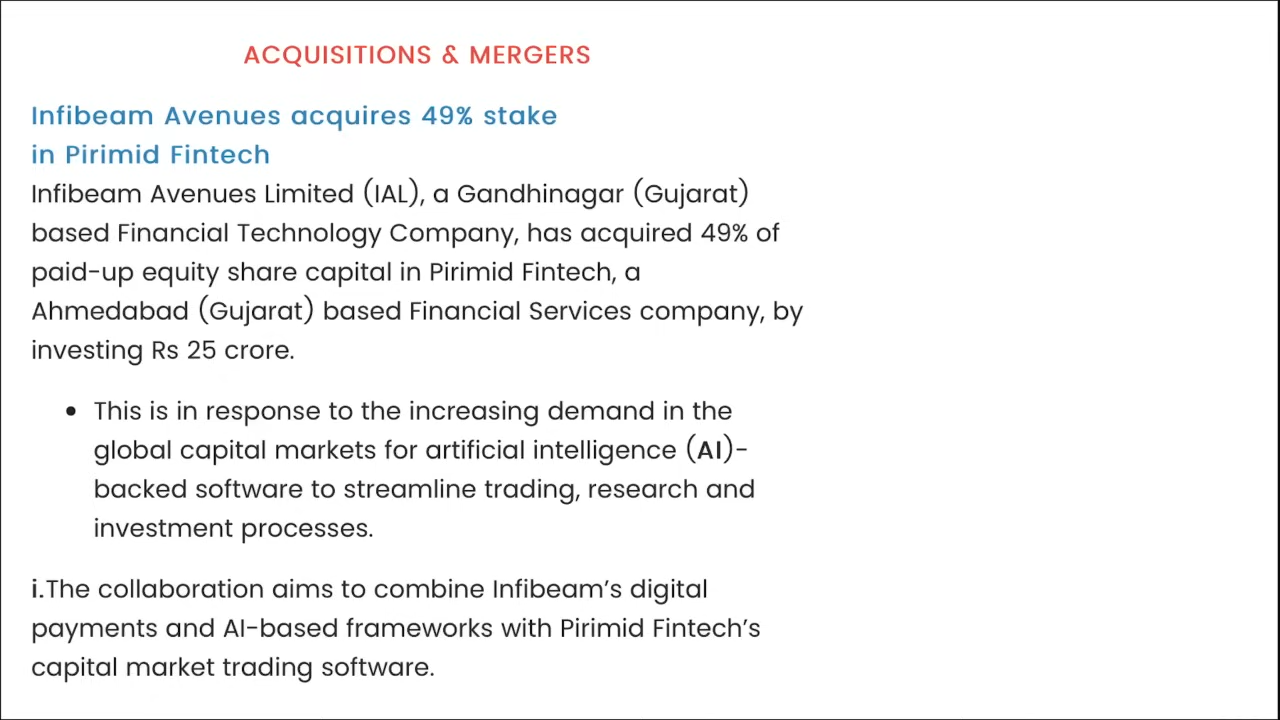 ACQUISITIONS & MERGERS
Infibeam Avenues acquires 49% stake
in Pirimid Fintech
Infibeam Avenues Limited (IAL), a Gandhinagar (Gujarat)
based Financial Technology Company, has acquired 49% of
paid-up equity share capital in Pirimid Fintech, a
Ahmedabad (Gujarat) based Financial Services company, by
investing Rs 25 crore.
• This is in response to the increasing demand in the
global capital markets for artificial intelligence (AI)-
backed software to streamline trading, research and
investment processes.
i.The collaboration aims to combine Infibeam’s digital
payments and AI-based frameworks with Pirimid Fintech’s
capital market trading software.